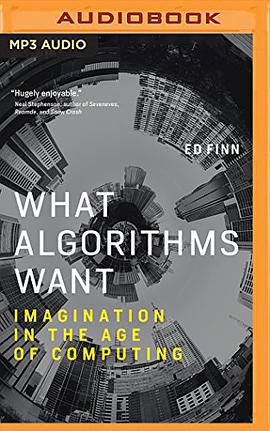 AUDIOBOOK
MP3 AUDIO
“Hugely enjoyable.”
Neal Stephenson, author of Seveneves,
Reamde, and Snow Crash
ED FINN
WHAT
ALGORITHMS
WANT
IMAGINATION
IN THE AGE
OF COMPUTING